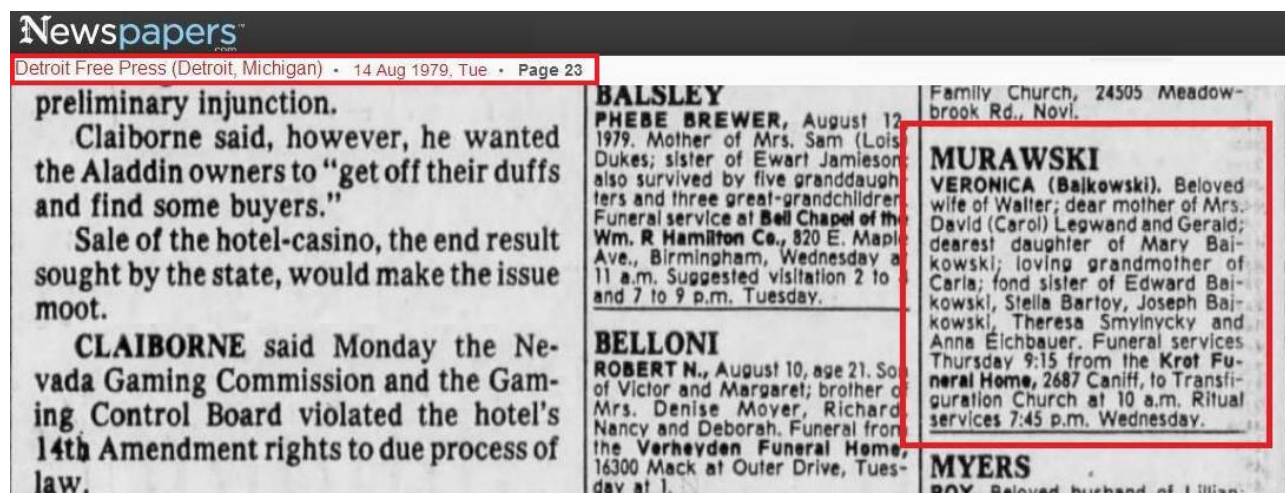 Newspapers™
.com
Detroit Free Press (Detroit, Michigan) • 14 Aug 1979, Tue • Page 23
preliminary injunction.
Claiborne said, however, he wanted
the Aladdin owners to “get off their duffs
and find some buyers.”
Sale of the hotel-casino, the end result
sought by the state, would make the issue
moot.
CLAIBORNE said Monday the Ne-
vada Gaming Commission and the Gam-
ing Control Board violated the hotel's
14th Amendment rights to due process of
law.
BALSLEY
PHEBE BREWER, August 12,
1979. Mother of Mrs. Sam (Lois)
Dukes; sister of Ewart Jamieson;
also survived by five granddaugh-
ters and three great-grandchildren.
Funeral service at Bell Chapel of the
Wm. R Hamilton Co., 820 E. Maple
Ave., Birmingham, Wednesday a
11 a.m. Suggested visitation 2 to
and 7 to 9 p.m. Tuesday.
BELLONI
ROBERT N., August 10, age 21. Son
of Victor and Margaret; brother of
Mrs. Denise Moyer, Richard,
Nancy and Deborah. Funeral from
the Verheyden Funeral Home,
16300 Mack at Outer Drive, Tues-
day at 1.
Family Church, 24505 Meadow-
brook Rd., Novi.
MURAWSKI
VERONICA (Bajkowski). Beloved
wife of Walter; dear mother of Mrs.
David (Carol) Legwand and Gerald;
dearest daughter of Mary Baj-
kowski; loving grandmother of
Carla; fond sister of Edward Baj-
kowski, Stella Bartoy, Joseph Baj-
kowski, Theresa Smylnycky and
Anna Eichbauer. Funeral services
Thursday 9:15 from the Krot Fu-
neral Home, 2687 Caniff, to Transfi-
guration Church at 10 a.m. Ritual
services 7:45 p.m. Wednesday.
MYERS
ROY, Beloved husband of Lillian;